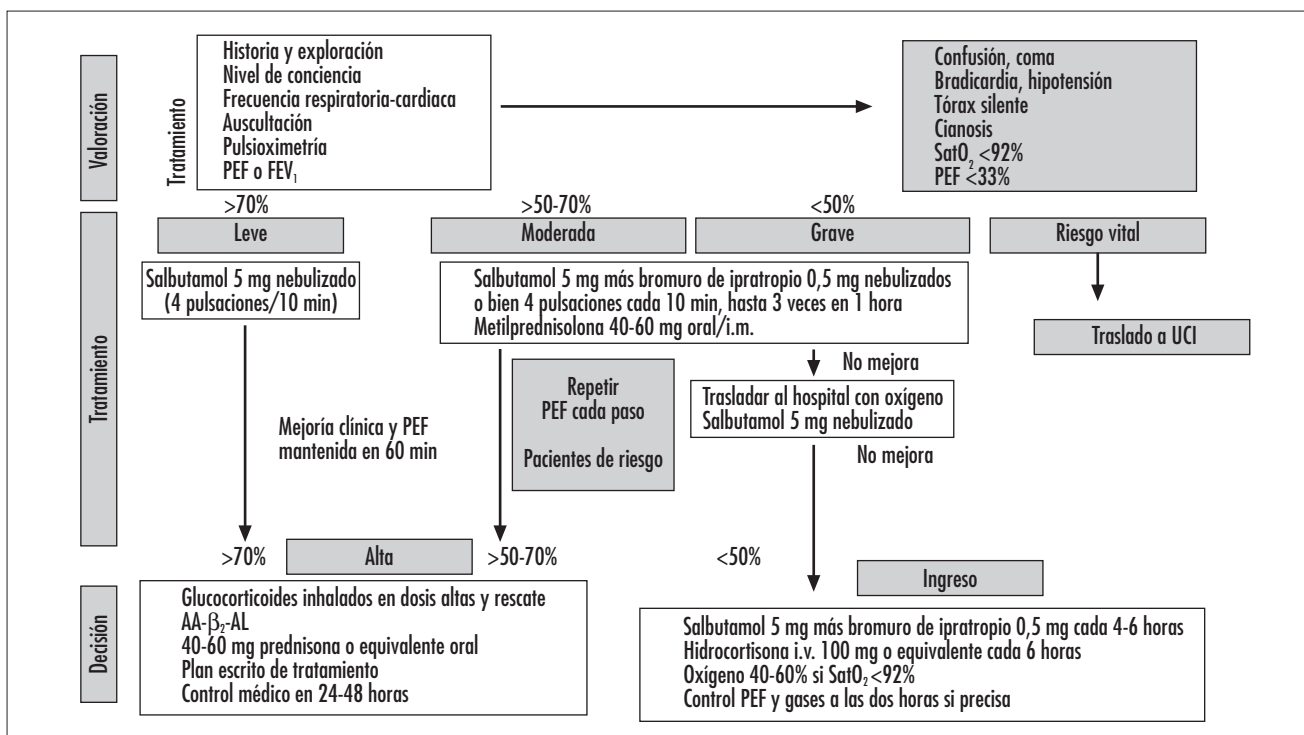 Valoración
Tratamiento
Historia y exploración
Nivel de conciencia
Frecuencia respiratoria-cardiaca
Auscultación
Pulsioximetría
PEF o FEV₁
Confusión, coma
Bradicardia, hipotensión
Tórax silente
Cianosis
SatO₂ <92%
PEF <33%
Tratamiento
>70%
>50-70%
<50%
Leve
Moderada
Grave
Riesgo vital
Salbutamol 5 mg nebulizado
(4 pulsaciones/10 min)
Salbutamol 5 mg más bromuro de ipratropio 0,5 mg nebulizados
o bien 4 pulsaciones cada 10 min, hasta 3 veces en 1 hora
Metilprednisolona 40-60 mg oral/i.m.
Traslado a UCI
No mejora
Repetir
PEF cada paso
Pacientes de riesgo
Trasladar al hospital con oxígeno
Salbutamol 5 mg nebulizado
Mejoría clínica y PEF
mantenida en 60 min
No mejora
>70%
Alta
>50-70%
<50%
Ingreso
Decisión
Glucocorticoides inhalados en dosis altas y rescate
AA-β₂-AL
40-60 mg prednisona o equivalente oral
Plan escrito de tratamiento
Control médico en 24-48 horas
Salbutamol 5 mg más bromuro de ipratropio 0,5 mg cada 4-6 horas
Hidrocortisona i.v. 100 mg o equivalente cada 6 horas
Oxígeno 40-60% si SatO₂ <92%
Control PEF y gases a las dos horas si precisa